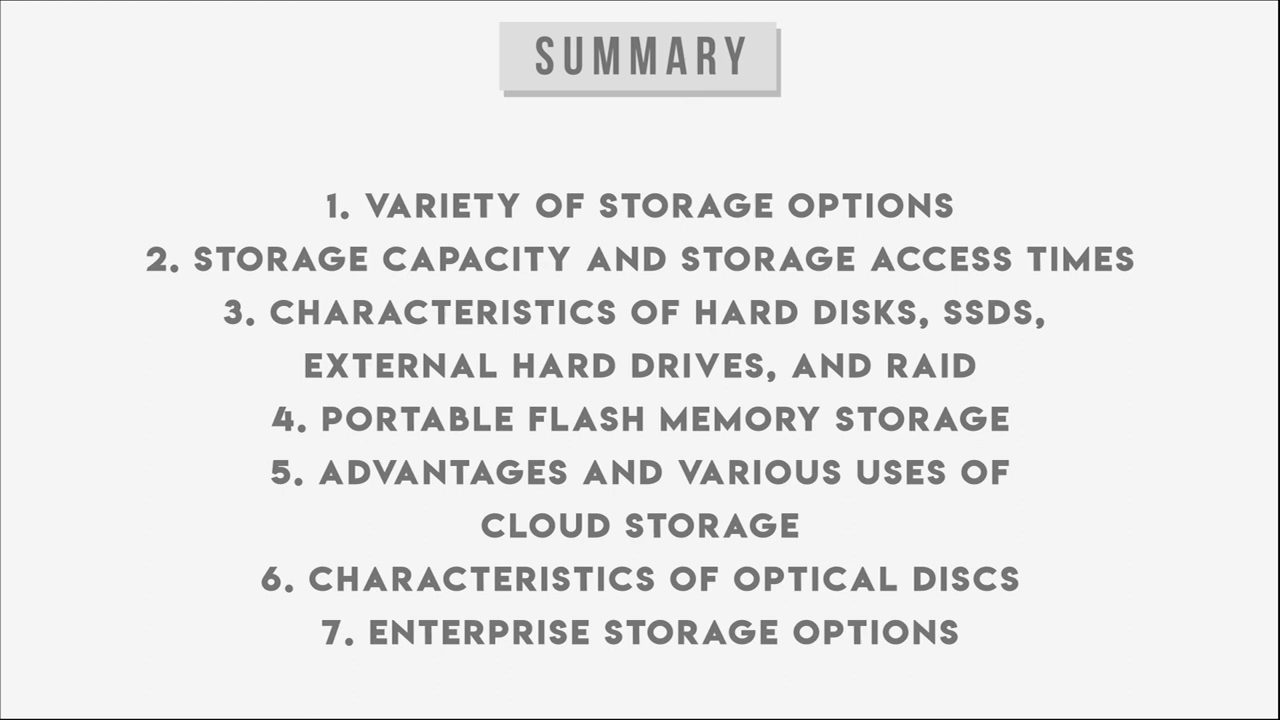 SUMMARY
1. VARIETY OF STORAGE OPTIONS
2. STORAGE CAPACITY AND STORAGE ACCESS TIMES
3. CHARACTERISTICS OF HARD DISKS, SSDS,
EXTERNAL HARD DRIVES, AND RAID
4. PORTABLE FLASH MEMORY STORAGE
5. ADVANTAGES AND VARIOUS USES OF
CLOUD STORAGE
6. CHARACTERISTICS OF OPTICAL DISCS
7. ENTERPRISE STORAGE OPTIONS